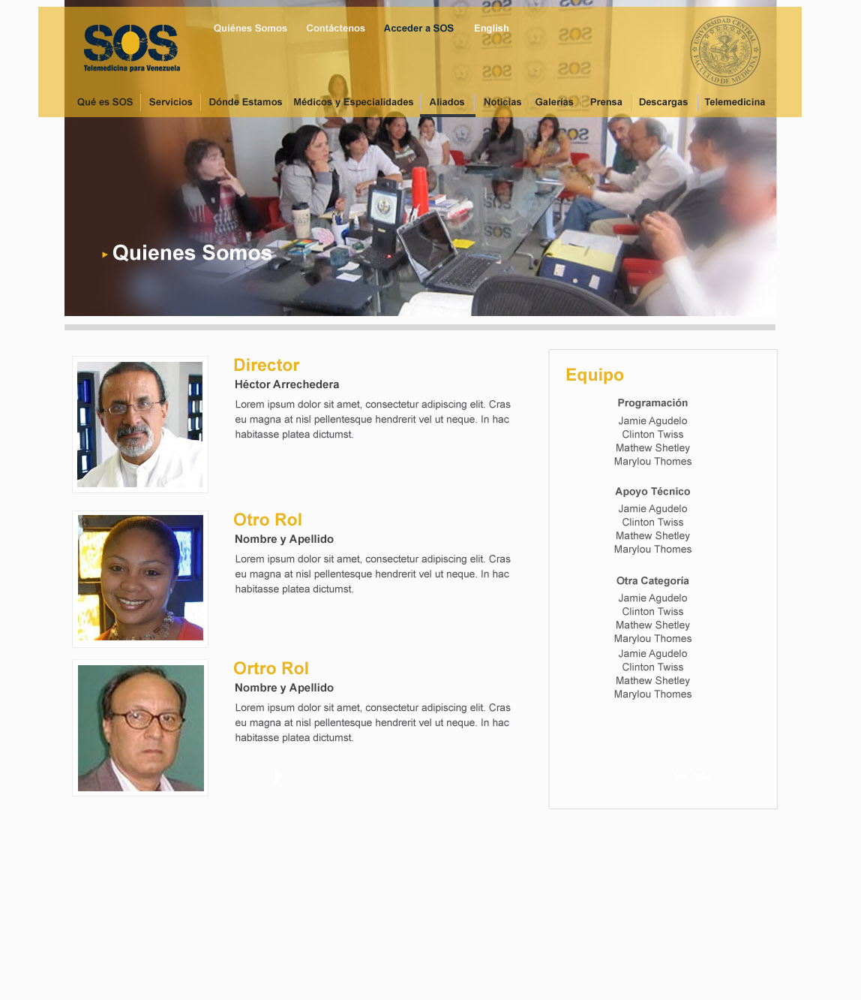 SOS
Telemedicina para Venezuela
Quiénes Somos Contáctenos Acceder a SOS English
UNIVERSIDAD CENTRAL
FACULTAD DE MEDICINA
Qué es SOS Servicios Dónde Estamos Médicos y Especialidades Aliados Noticias Galerías Prensa Descargas Telemedicina
Quienes Somos
Director
Héctor Arrechedera
Lorem ipsum dolor sit amet, consectetur adipiscing elit. Cras
eu magna at nisl pellentesque hendrerit vel ut neque. In hac
habitasse platea dictumst.
Otro Rol
Nombre y Apellido
Lorem ipsum dolor sit amet, consectetur adipiscing elit. Cras
eu magna at nisl pellentesque hendrerit vel ut neque. In hac
habitasse platea dictumst.
Ortro Rol
Nombre y Apellido
Lorem ipsum dolor sit amet, consectetur adipiscing elit. Cras
eu magna at nisl pellentesque hendrerit vel ut neque. In hac
habitasse platea dictumst.
Equipo
Programación
Jamie Agudelo
Clinton Twiss
Mathew Shetley
Marylou Thomes
Apoyo Técnico
Jamie Agudelo
Clinton Twiss
Mathew Shetley
Marylou Thomes
Otra Categoría
Jamie Agudelo
Clinton Twiss
Mathew Shetley
Marylou Thomes
Jamie Agudelo
Clinton Twiss
Mathew Shetley
Marylou Thomes